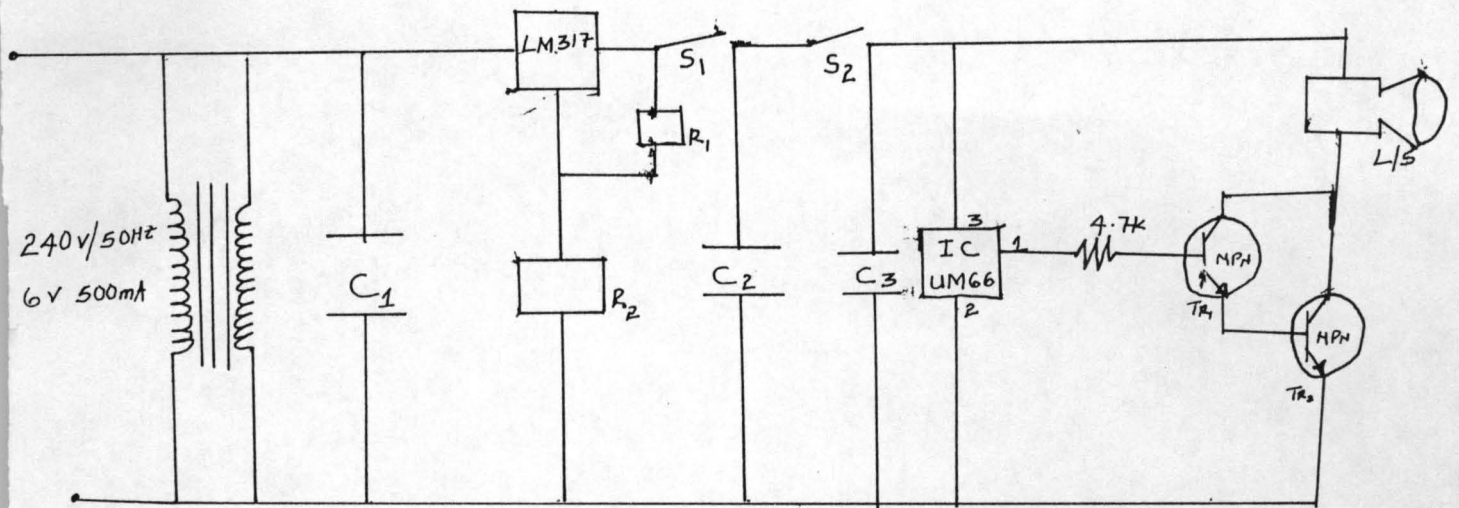 LM317
S1
S2
R1
L/S
240V/50HZ
6V 500mA
C1
R2
C2
C3
3
IC
UM66
2
1
4.7K
NPN
TR1
NPN
TR2